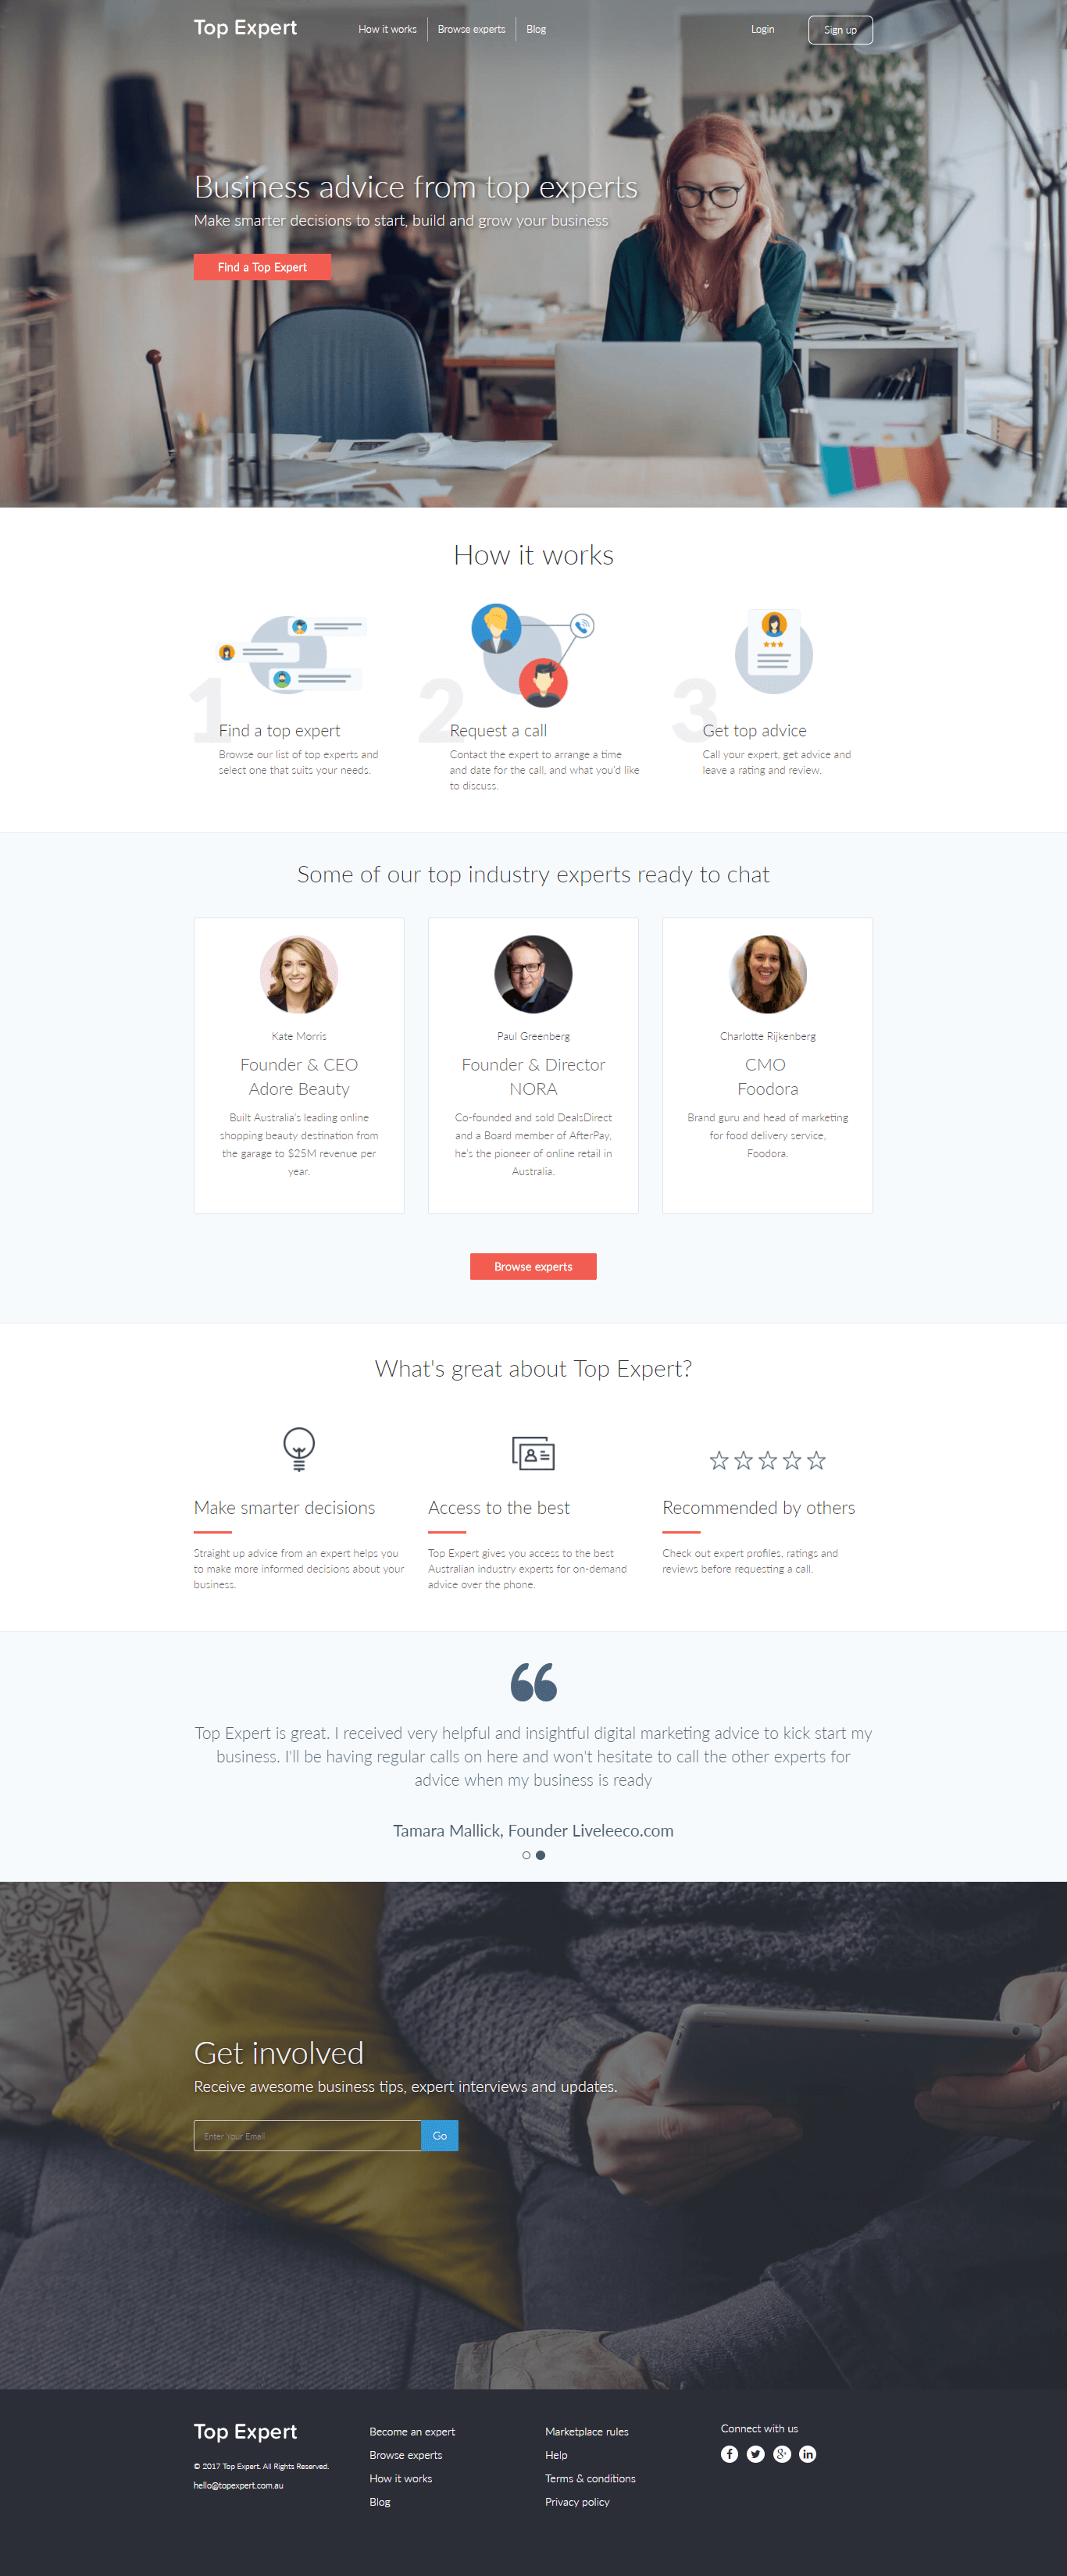 Top Expert
How it works
Browse experts
Blog
Login
Sign up
Business advice from top experts
Make smarter decisions to start, build and grow your business
Find a Top Expert
How it works
1
Find a top expert
Browse our list of top experts and
select one that suits your needs.
2
Request a call
Contact the expert to arrange a time
and date for the call, and what you'd like
to discuss.
3
Get top advice
Call your expert, get advice and
leave a rating and review.
Some of our top industry experts ready to chat
Kate Morris
Founder & CEO
Adore Beauty
Built Australia's leading online
shopping beauty destination from
the garage to $25M revenue per
year.
Paul Greenberg
Founder & Director
NORA
Co-founded and sold DealsDirect
and a Board member of AfterPay,
he's the pioneer of online retail in
Australia.
Charlotte Rijkenberg
CMO
Foodora
Brand guru and head of marketing
for food delivery service,
Foodora.
Browse experts
What's great about Top Expert?
Make smarter decisions
Straight up advice from an expert helps you
to make more informed decisions about your
business.
Access to the best
Top Expert gives you access to the best
Australian industry experts for on-demand
advice over the phone.
Recommended by others
Check out expert profiles, ratings and
reviews before requesting a call.
Top Expert is great. I received very helpful and insightful digital marketing advice to kick start my
business. I'll be having regular calls on here and won't hesitate to call the other experts for
advice when my business is ready
Tamara Mallick, Founder Liveleeco.com
Get involved
Receive awesome business tips, expert interviews and updates.
Enter Your Email
Go
Top Expert
© 2017 Top Expert. All Rights Reserved.
hello@topexpert.com.au
Become an expert
Browse experts
How it works
Blog
Marketplace rules
Help
Terms & conditions
Privacy policy
Connect with us